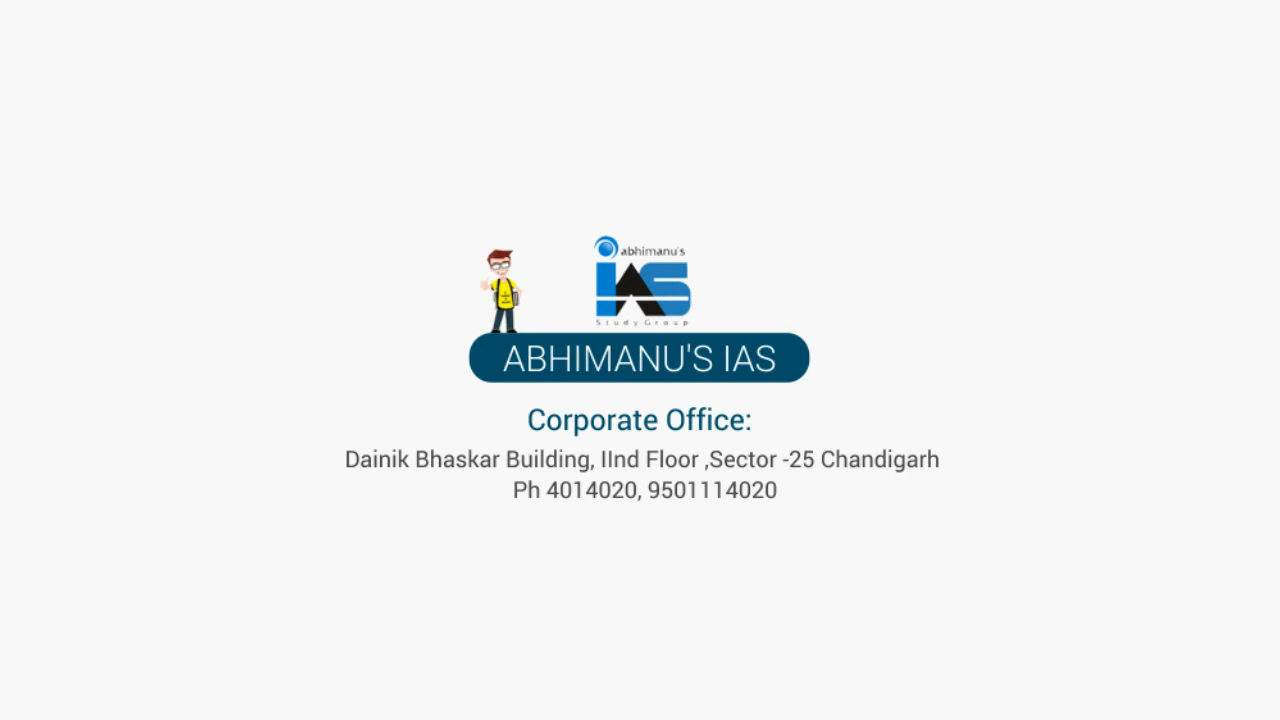 abhimanu's
iAS
Study Group
ABHIMANU'S IAS
Corporate Office:
Dainik Bhaskar Building, IInd Floor ,Sector -25 Chandigarh
Ph 4014020, 9501114020